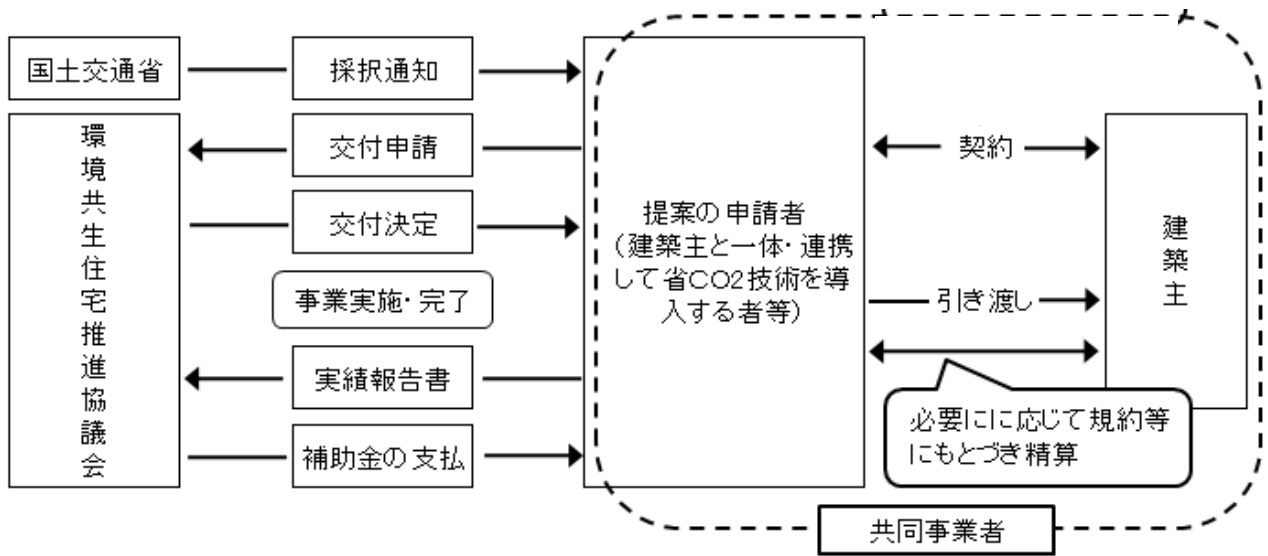 国土交通省
採択通知
環境共生住宅推進協議会
交付申請
交付決定
事業実施・完了
実績報告書
補助金の支払
提案の申請者
（建築主と一体・連携
して省CO2技術を導
入する者等）
契約
引き渡し
必要にに応じて規約等
にもとづき精算
建築主
共同事業者